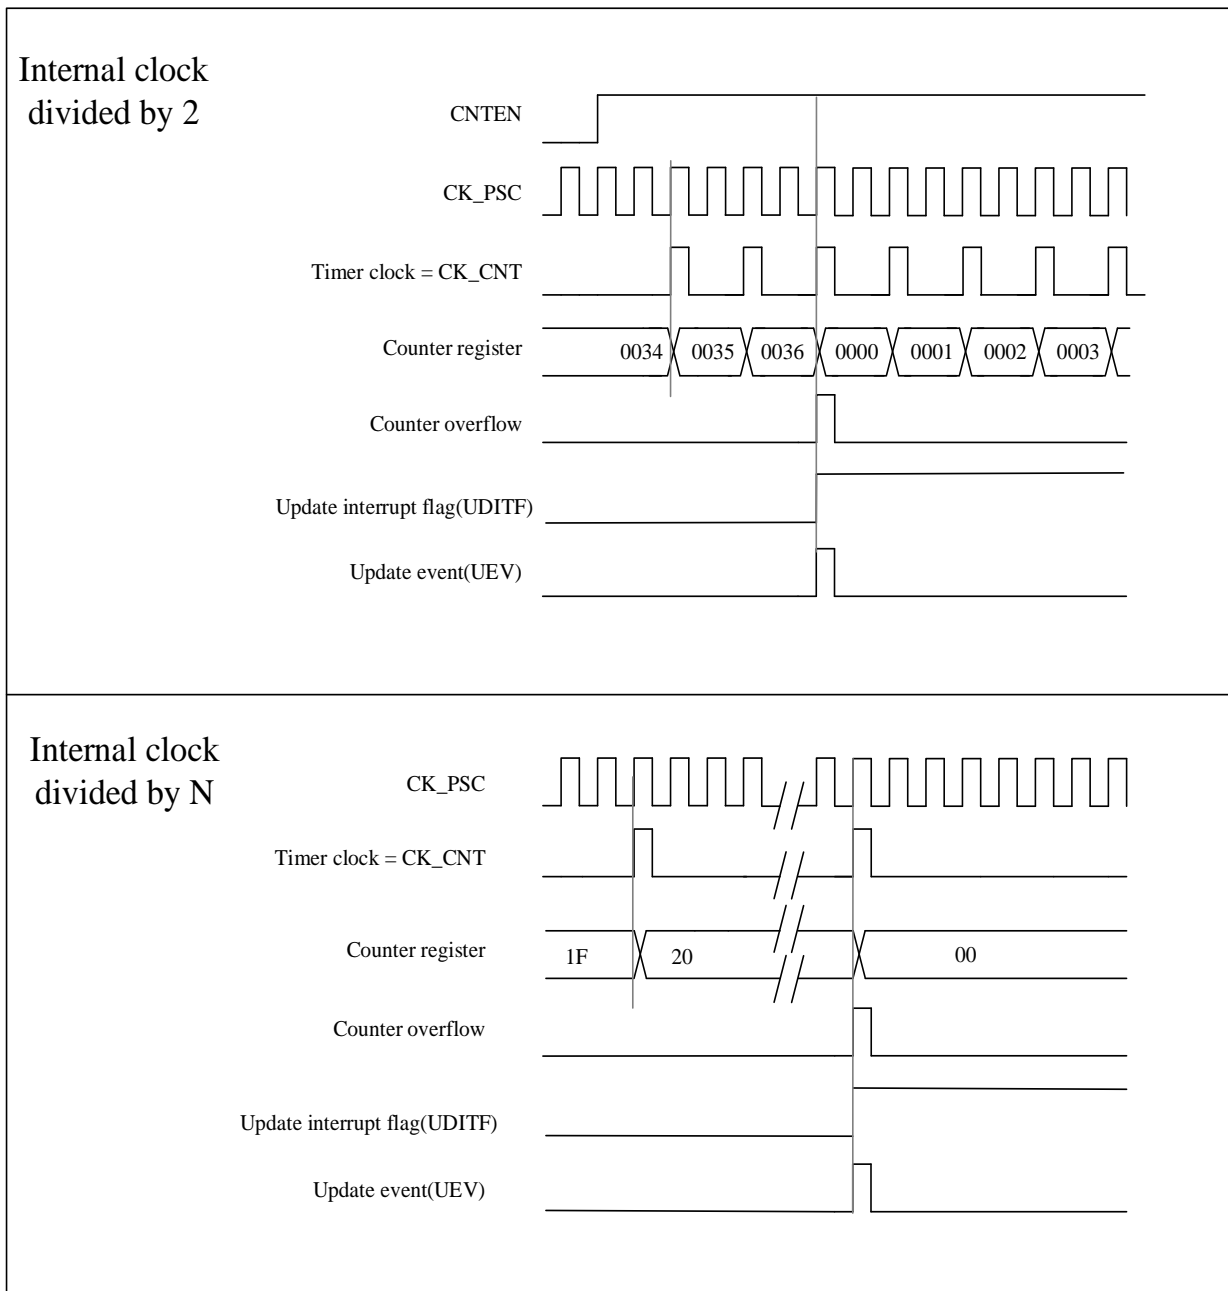 Internal clock
divided by 2
CNTEN
CK_PSC
Timer clock = CK_CNT
Counter register
0034 0035 0036 0000 0001 0002 0003
Counter overflow
Update interrupt flag(UDITF)
Update event(UEV)
Internal clock
divided by N
CK_PSC
Timer clock = CK_CNT
Counter register
1F 20 00
Counter overflow
Update interrupt flag(UDITF)
Update event(UEV)